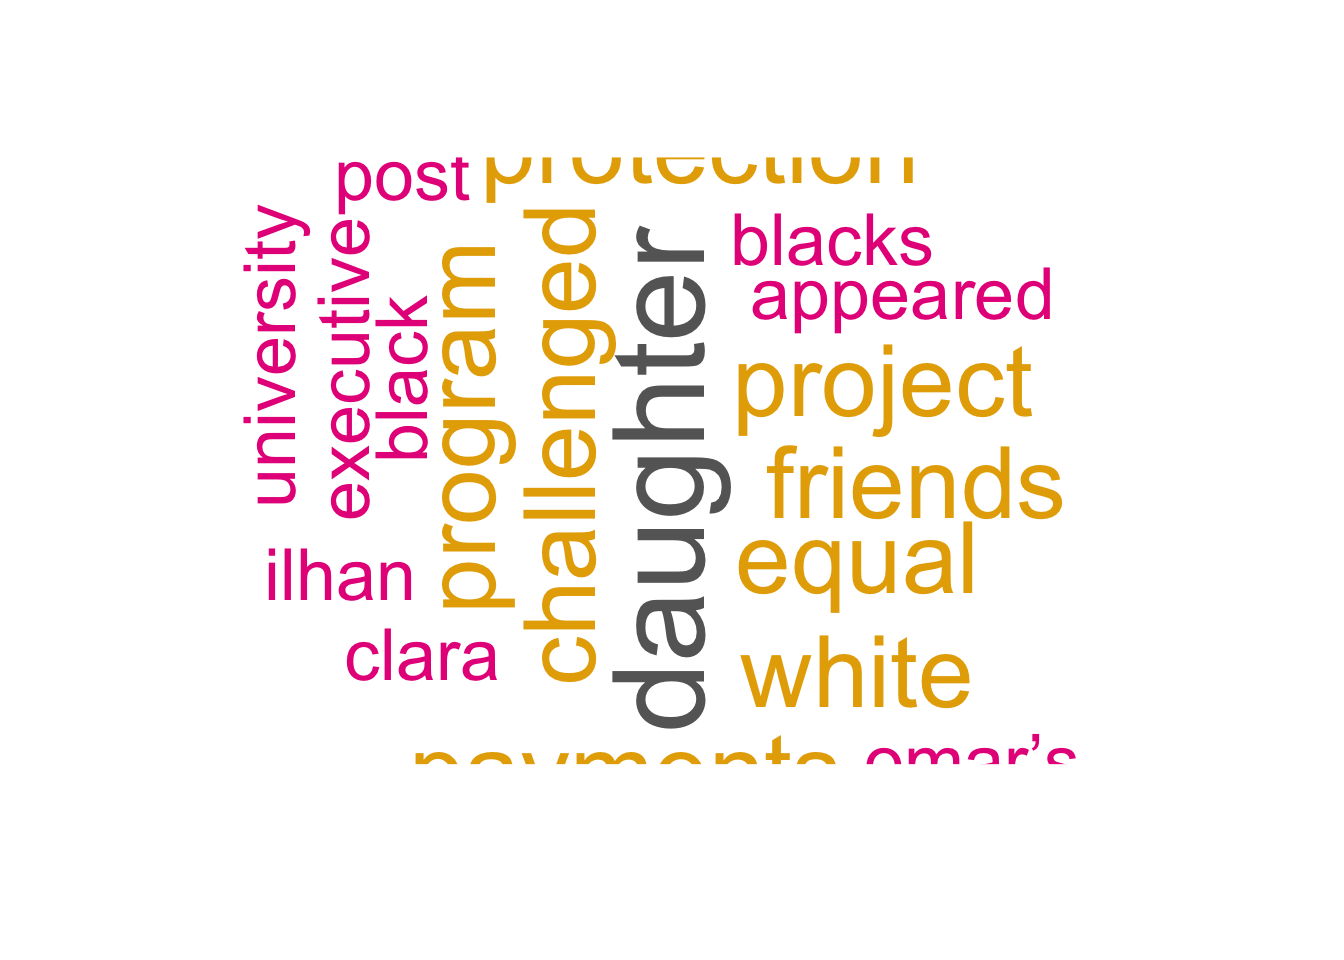 post
protection
university
executive
black
program
challenged
daughter
blacks
appeared
project
friends
equal
ilhan
clara
white
payments
omar’s